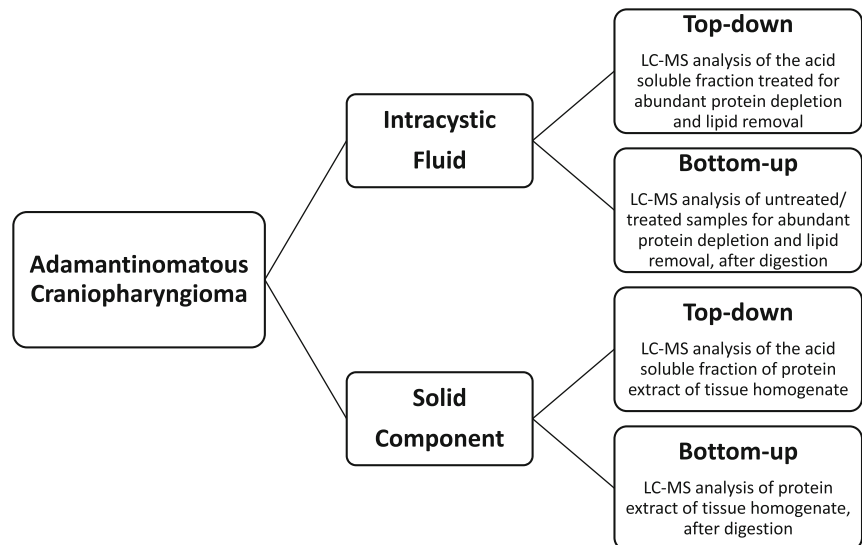 Adamantinomatous
Craniopharyngioma
Intracystic
Fluid
Top-down
LC-MS analysis of the acid
soluble fraction treated for
abundant protein depletion
and lipid removal
Bottom-up
LC-MS analysis of untreated/
treated samples for abundant
protein depletion and lipid
removal, after digestion
Solid
Component
Top-down
LC-MS analysis of the acid
soluble fraction of protein
extract of tissue homogenate
Bottom-up
LC-MS analysis of protein
extract of tissue homogenate,
after digestion